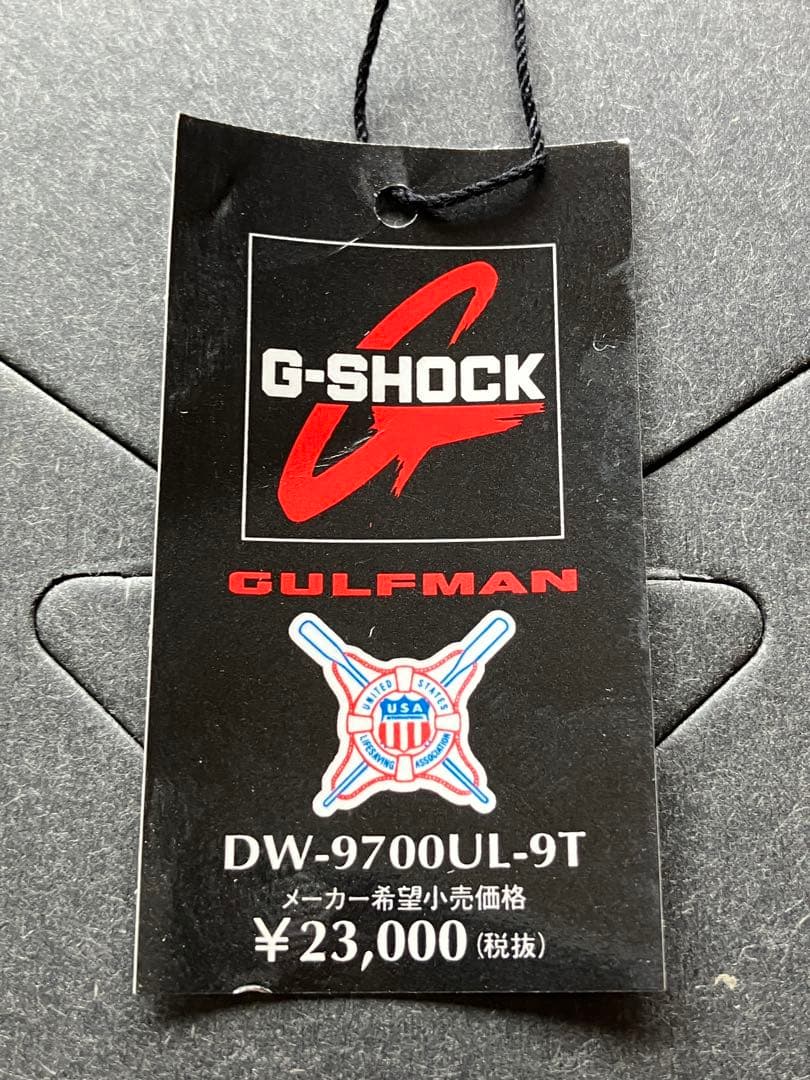 G-SHOCK
GULFMAN
UNITED STATES
USA
LIFESAVING ASSOCIATION
DW-9700UL-9T
メーカー希望小売価格
¥23,000(税抜)